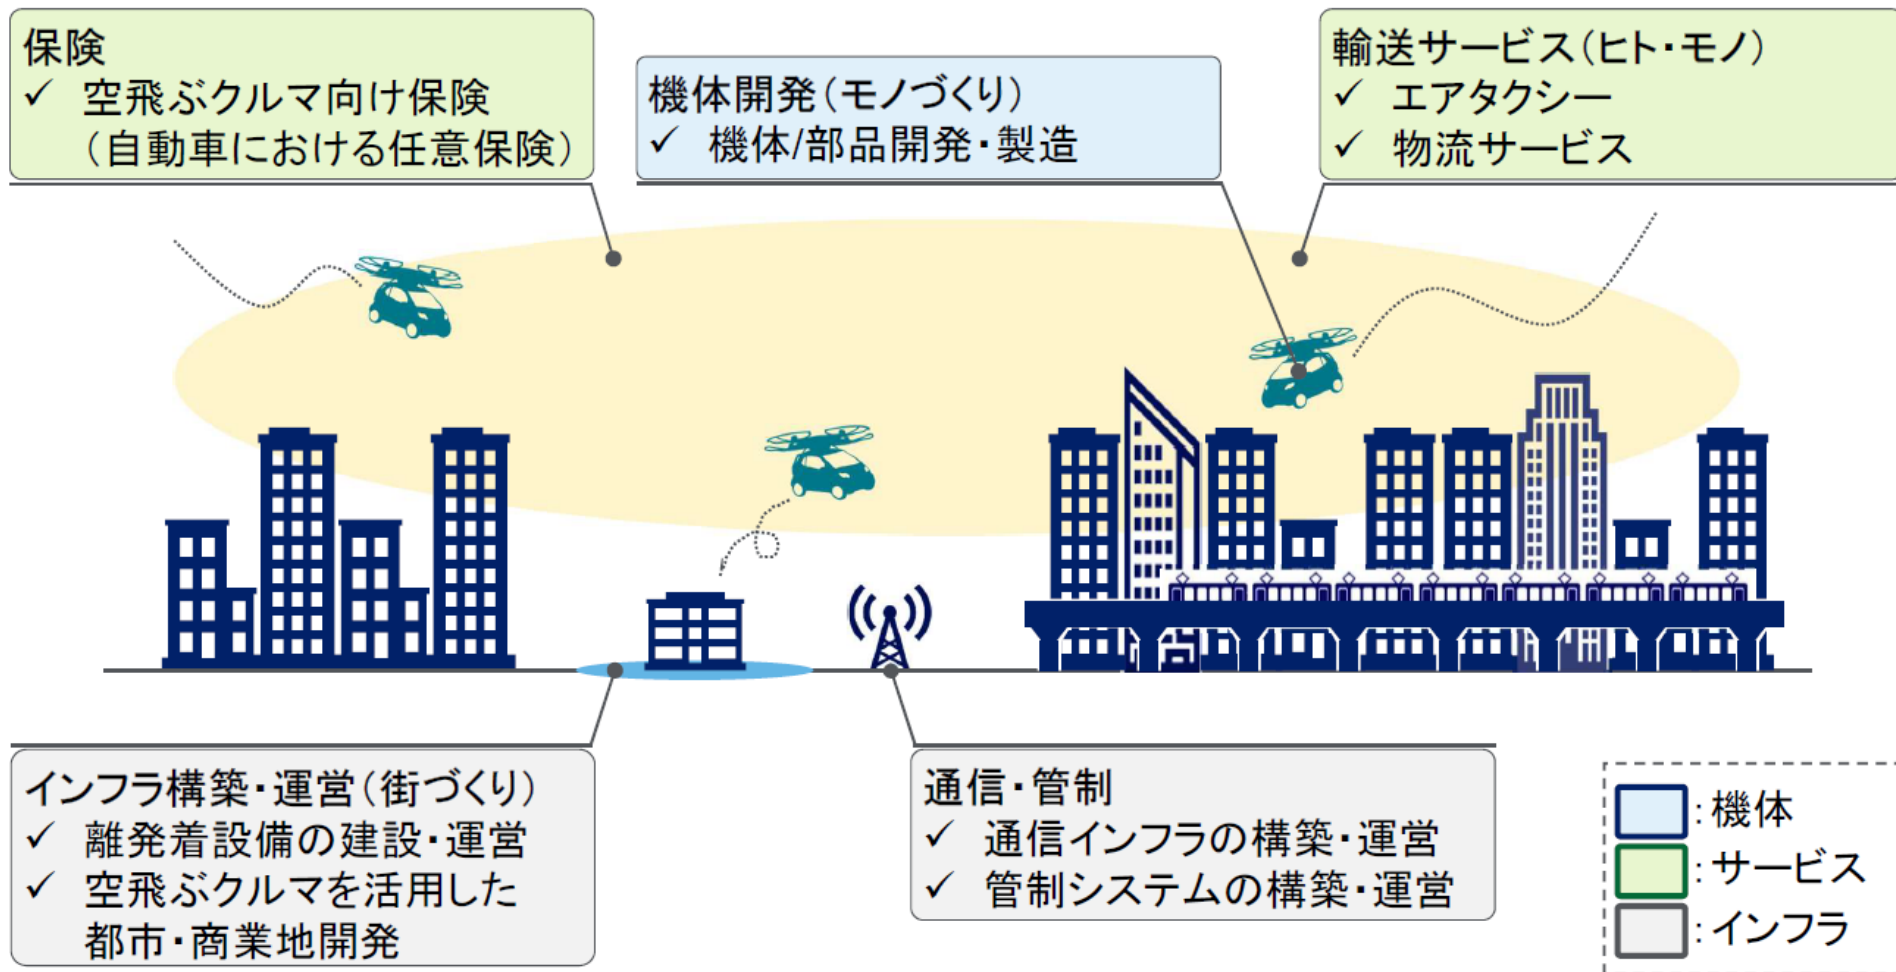 保険
✓ 空飛ぶクルマ向け保険
（自動車における任意保険）
機体開発（モノづくり）
✓ 機体/部品開発・製造
輸送サービス（ヒト・モノ）
✓ エアタクシー
✓ 物流サービス
インフラ構築・運営（街づくり）
✓ 離発着設備の建設・運営
✓ 空飛ぶクルマを活用した
都市・商業地開発
通信・管制
✓ 通信インフラの構築・運営
✓ 管制システムの構築・運営
：機体
：サービス
：インフラ